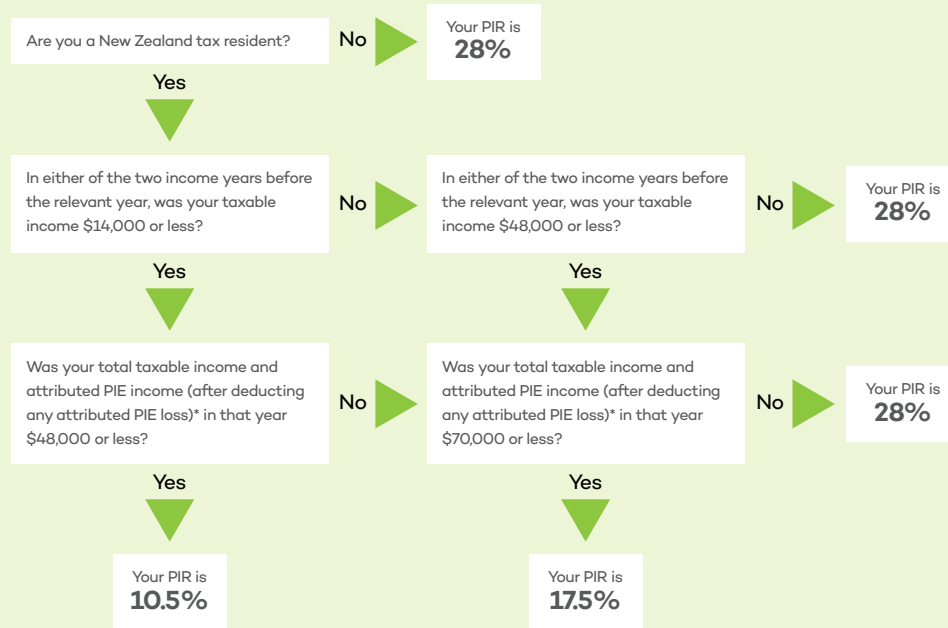 Are you a New Zealand tax resident?
No
Your PIR is
28%
Yes
In either of the two income years before
the relevant year, was your taxable
income $14,000 or less?
No
In either of the two income years before
the relevant year, was your taxable
income $48,000 or less?
No
Your PIR is
28%
Yes
Yes
Was your total taxable income and
attributed PIE income (after deducting
any attributed PIE loss)* in that year
$48,000 or less?
No
Was your total taxable income and
attributed PIE income (after deducting
any attributed PIE loss)* in that year
$70,000 or less?
No
Your PIR is
28%
Yes
Yes
Your PIR is
10.5%
Your PIR is
17.5%